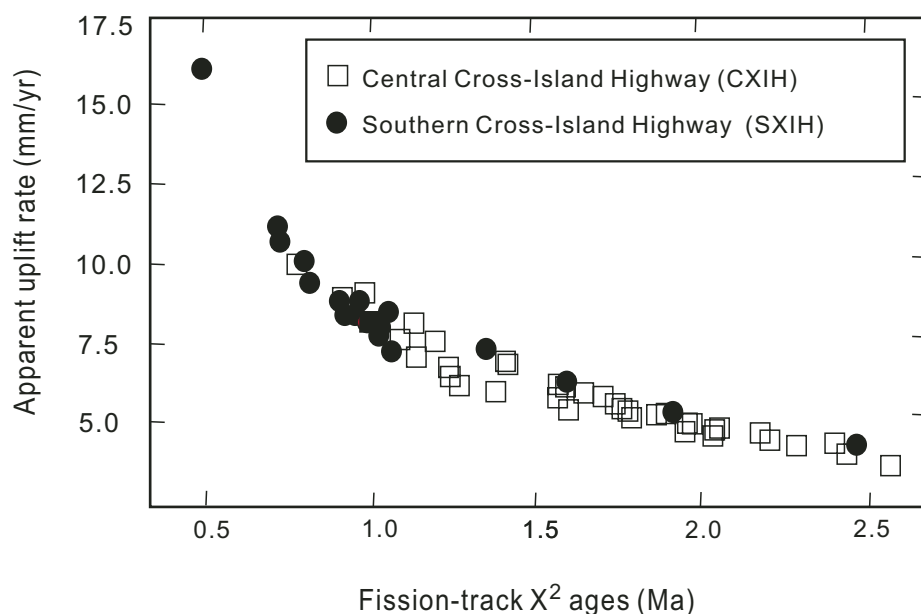 17.5
15.0
12.5
10.0
7.5
5.0
Apparent uplift rate (mm/yr)
Central Cross-Island Highway (CXIH)
Southern Cross-Island Highway (SXIH)
0.5 1.0 1.5 2.0 2.5
Fission-track X² ages (Ma)